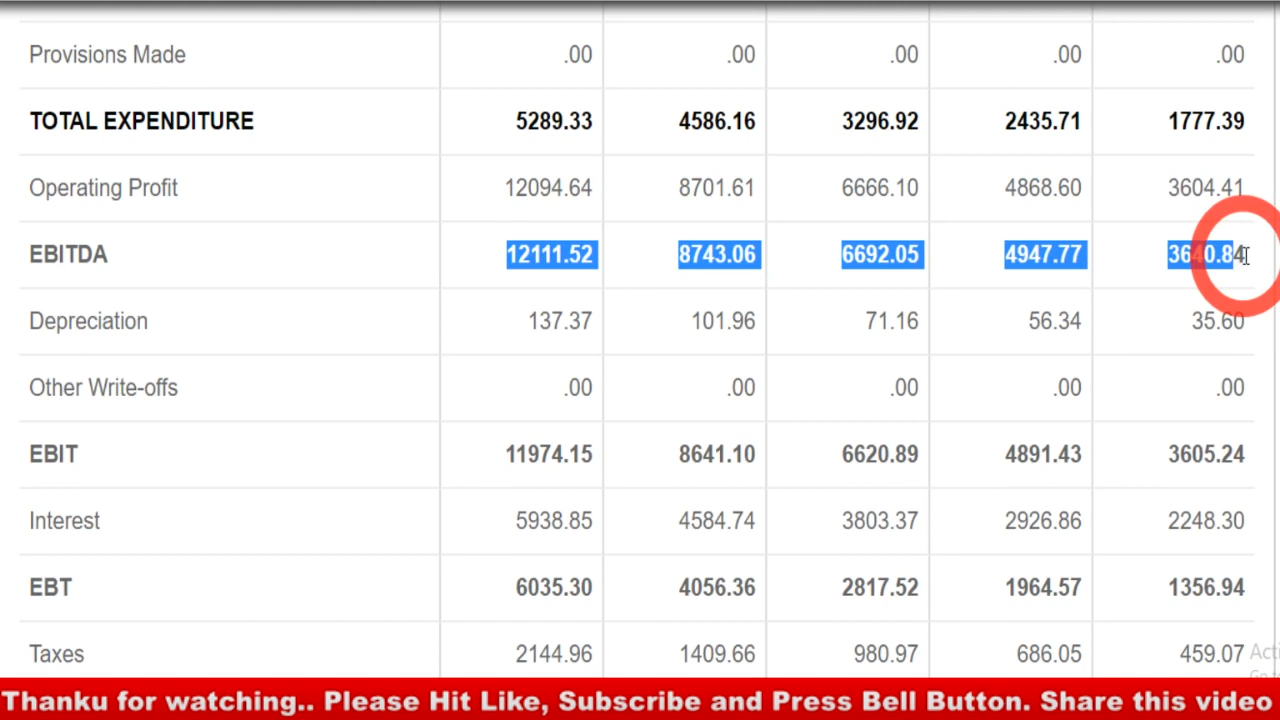 Provisions Made .00 .00 .00 .00 .00
TOTAL EXPENDITURE 5289.33 4586.16 3296.92 2435.71 1777.39
Operating Profit 12094.64 8701.61 6666.10 4868.60 3604.41
EBITDA 12111.52 8743.06 6692.05 4947.77 3640.84
Depreciation 137.37 101.96 71.16 56.34 35.60
Other Write-offs .00 .00 .00 .00 .00
EBIT 11974.15 8641.10 6620.89 4891.43 3605.24
Interest 5938.85 4584.74 3803.37 2926.86 2248.30
EBT 6035.30 4056.36 2817.52 1964.57 1356.94
Taxes 2144.96 1409.66 980.97 686.05 459.07
Thanku for watching.. Please Hit Like, Subscribe and Press Bell Button. Share this video